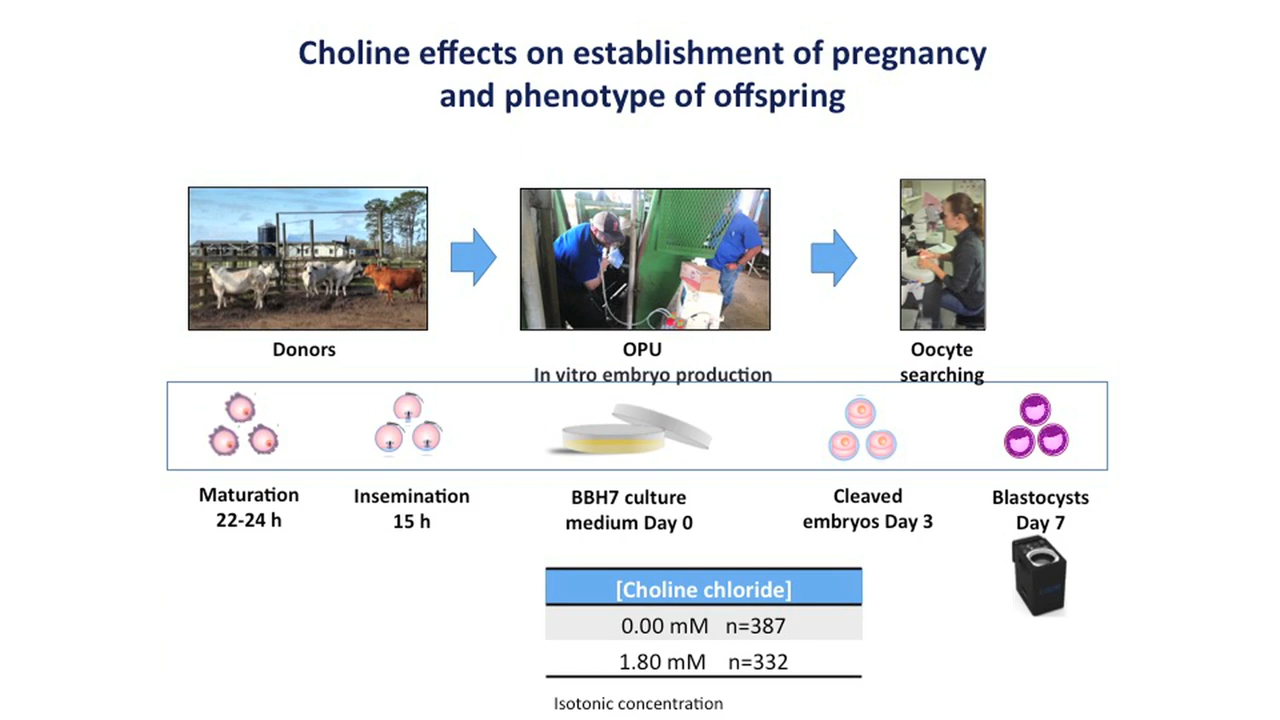 Choline effects on establishment of pregnancy
and phenotype of offspring
Donors
OPU
Oocyte
searching
In vitro embryo production
Maturation
22-24 h
Insemination
15 h
BBH7 culture
medium Day 0
Cleaved
embryos Day 3
Blastocysts
Day 7
[Choline chloride]
0.00 mM n=387
1.80 mM n=332
Isotonic concentration